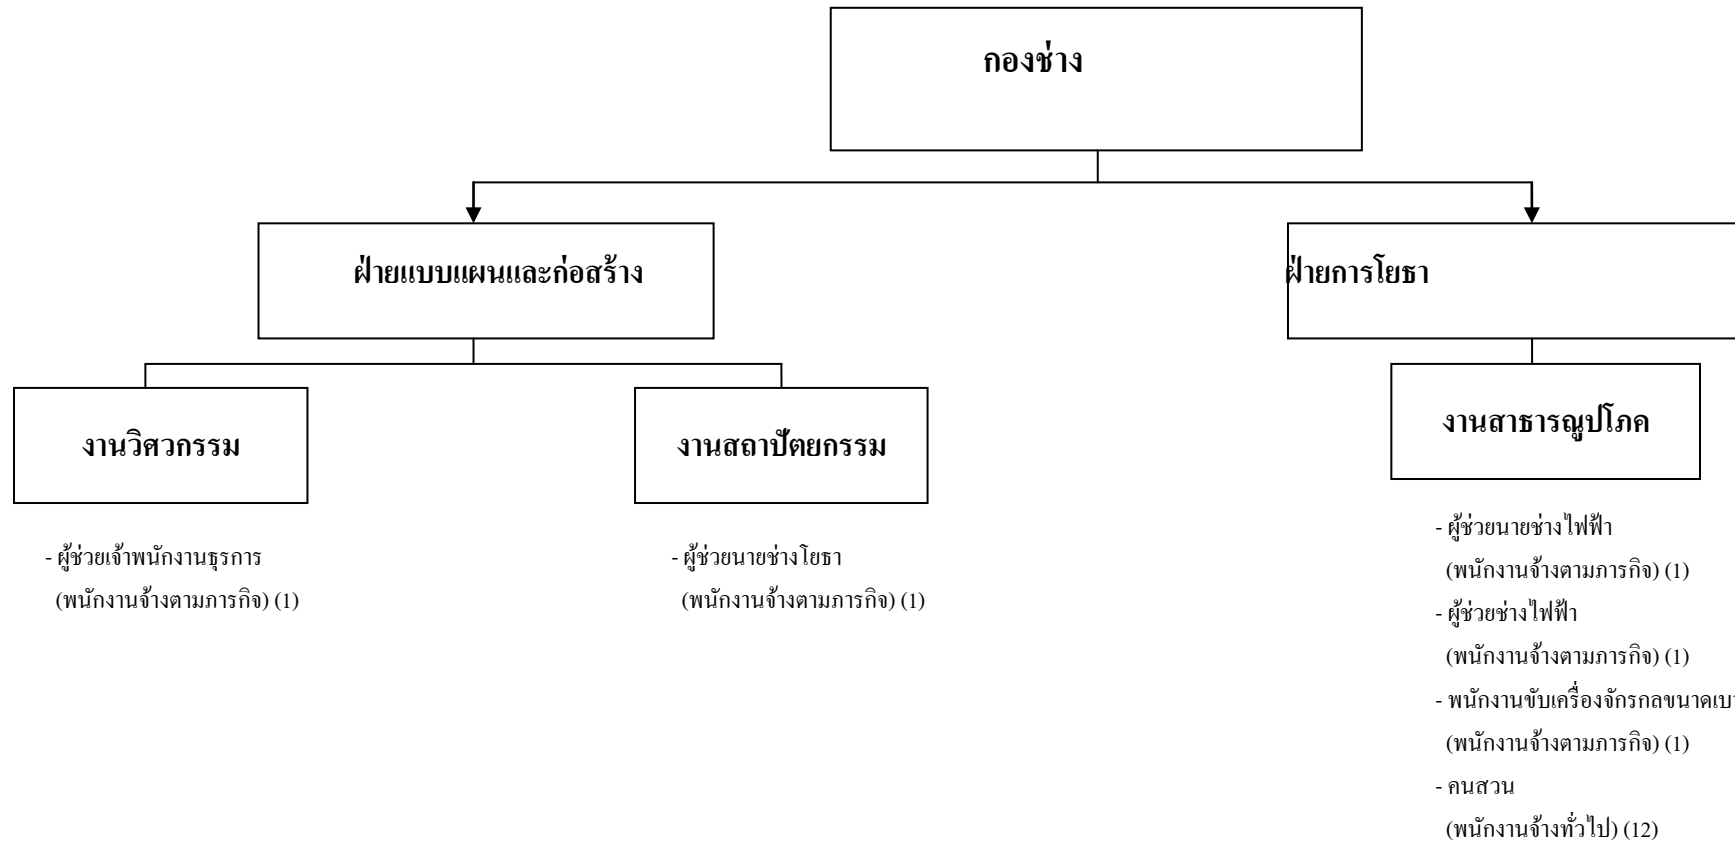 กองช่าง
ฝ่ายแบบแผนและก่อสร้าง
ฝ่ายการโยธา
งานวิศวกรรม
งานสถาปัตยกรรม
งานสาธารณูปโภค
- ผู้ช่วยเจ้าพนักงานธุรการ
(พนักงานจ้างตามภารกิจ) (1)
- ผู้ช่วยนายช่างโยธา
(พนักงานจ้างตามภารกิจ) (1)
- ผู้ช่วยนายช่างไฟฟ้า
(พนักงานจ้างตามภารกิจ) (1)
- ผู้ช่วยช่างไฟฟ้า
(พนักงานจ้างตามภารกิจ) (1)
- พนักงานขับเครื่องจักรกลขนาดเบา
(พนักงานจ้างตามภารกิจ) (1)
- คนสวน
(พนักงานจ้างทั่วไป) (12)